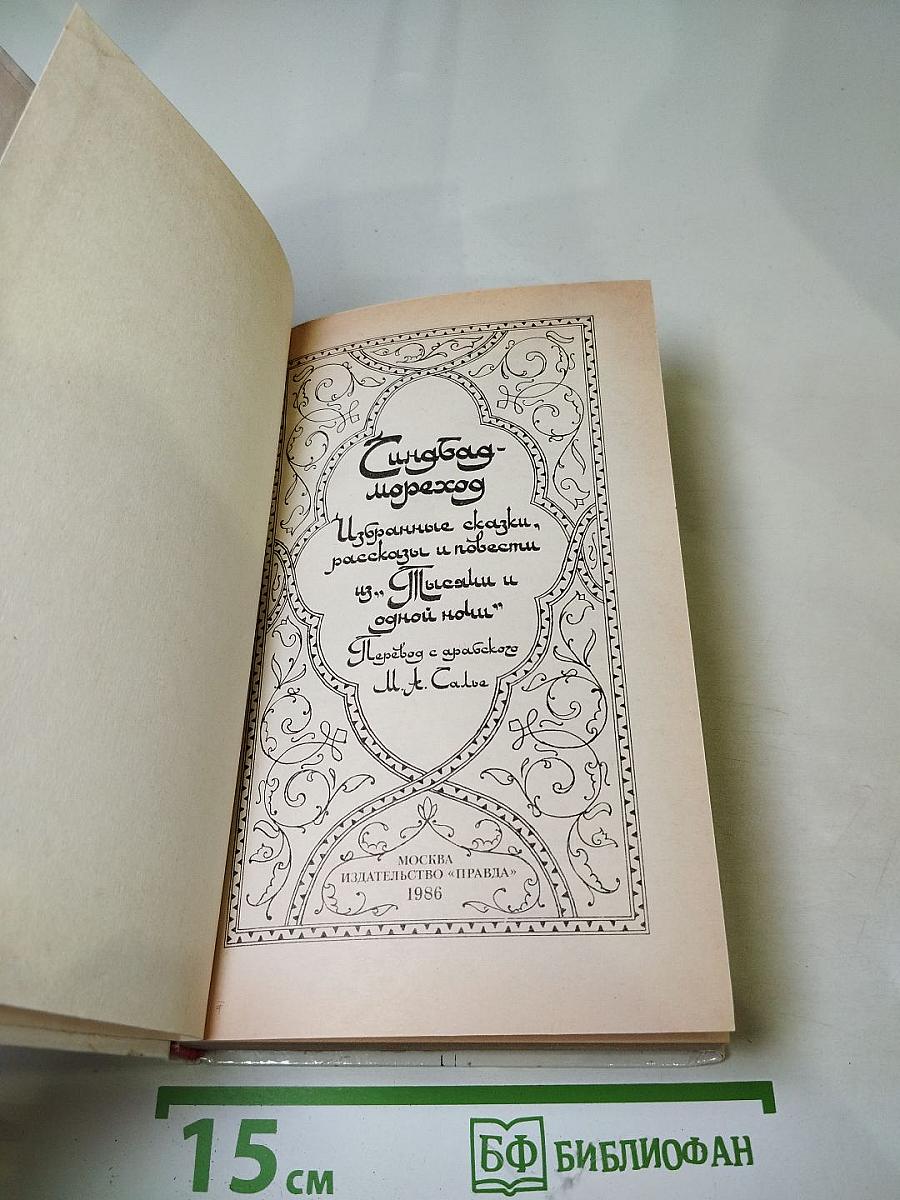 Синдбад-
мореход
Избранные сказки,
рассказы и повести
из „Тысячи и
одной ночи“
Перевод с арабского
М. А. Салье
МОСКВА
ИЗДАТЕЛЬСТВО «ПРАВДА»
1986
15 см
БФ БИБЛИОФАН